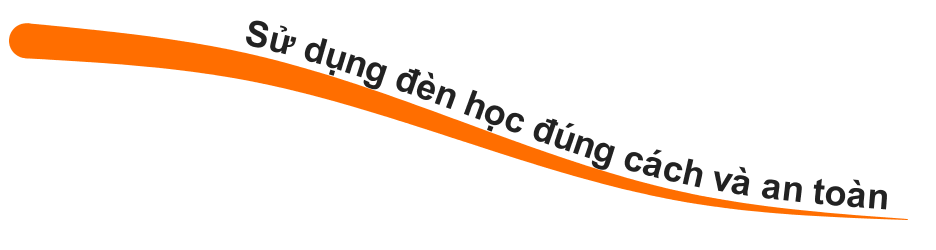 Sử dụng đèn học đúng cách và an toàn